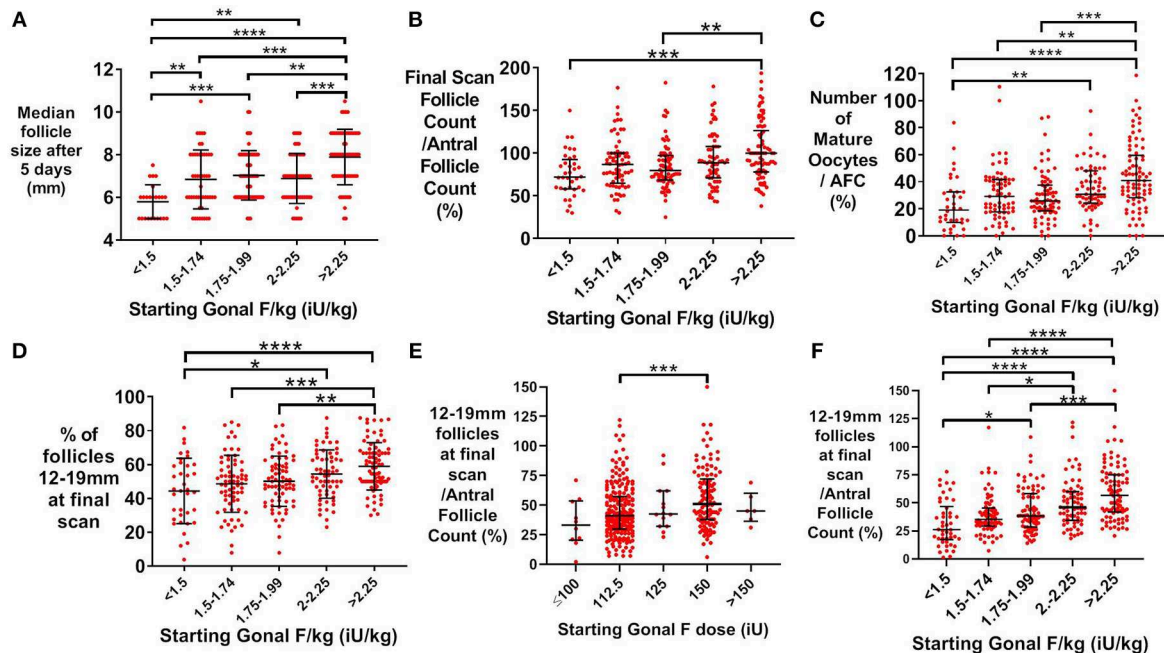 A
**
****
***
**
**
***
***
Median
follicle
size after
5 days
(mm)
12
10
8
6
4
<1.5
1.5-1.74
1.75-1.99
2-2.25
>2.25
Starting Gonal F/kg (iU/kg)
B
**
***
Final Scan
Follicle
Count
/Antral
Follicle
Count
(%)
200
150
100
50
0
<1.5
1.5-1.74
1.75-1.99
2-2.25
>2.25
Starting Gonal F/kg (iU/kg)
C
***
**
****
**
Number
of
Mature
Oocytes
/ AFC
(%)
120
100
80
60
40
20
0
<1.5
1.5-1.74
1.75-1.99
2-2.25
>2.25
Starting Gonal F/kg (iU/kg)
D
****
*
***
**
% of
follicles
12-19mm
at final
scan
100
80
60
40
20
0
<1.5
1.5-1.74
1.75-1.99
2-2.25
>2.25
Starting Gonal F/kg (iU/kg)
E
***
12-19mm
follicles
at final
scan
/Antral
Follicle
Count (%)
150
125
100
75
50
25
0
≤100
112.5
125
150
>150
Starting Gonal F dose (iU)
F
****
****
****
*
*
***
12-19mm
follicles
at final
scan
/Antral
Follicle
Count (%)
150
125
100
75
50
25
0
<1.5
1.5-1.74
1.75-1.99
2.-2.25
>2.25
Starting Gonal F/kg (iU/kg)